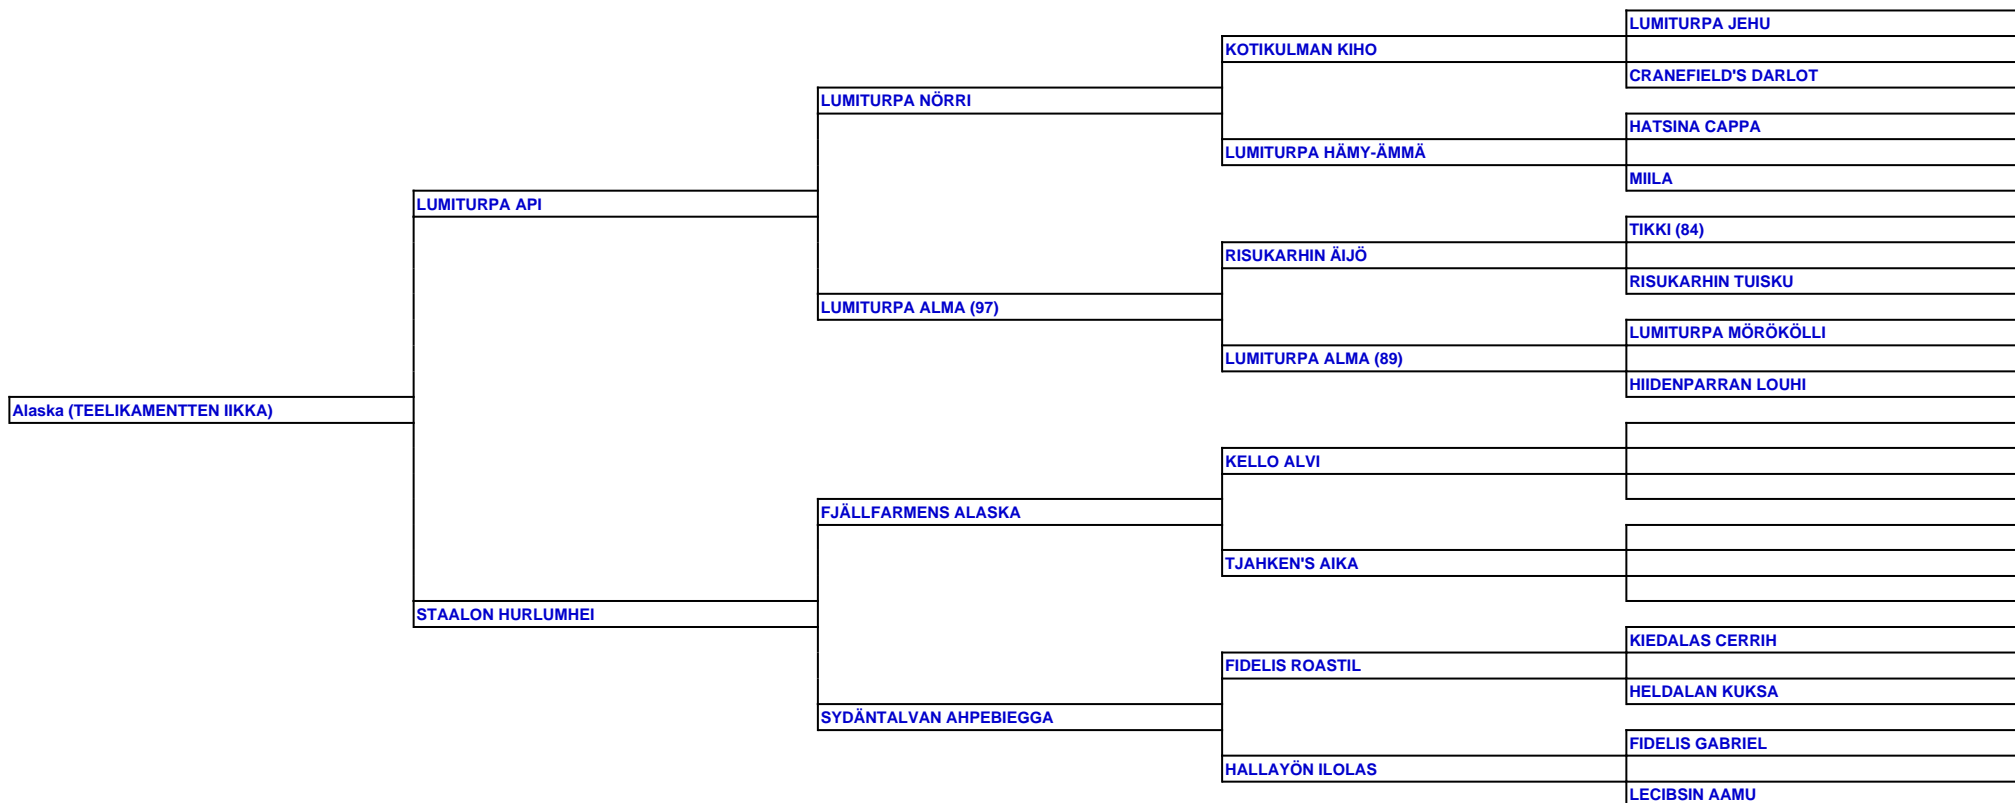 LUMITURPA JEHU
KOTIKULMAN KIHO
CRANEFIELD'S DARLOT
LUMITURPA NÖRRI
HATSINA CAPPA
LUMITURPA HÄMY-ÄMMÄ
MIILA
LUMITURPA API
TIKKI (84)
RISUKARHIN ÄIJÖ
RISUKARHIN TUISKU
LUMITURPA ALMA (97)
LUMITURPA MÖRÖKÖLLI
LUMITURPA ALMA (89)
HIIDENPARRAN LOUHI
Alaska (TEELIKAMENTTEN IIKKA)
KELLO ALVI
FJÄLLFARMENS ALASKA
TJAHKEN'S AIKA
STAALON HURLUMHEI
KIEDALAS CERRIH
FIDELIS ROASTIL
HELDALAN KUKSA
SYDÄNTALVAN AHPEBIEGGA
FIDELIS GABRIEL
HALLAYÖN ILOLAS
LECIBSIN AAMU